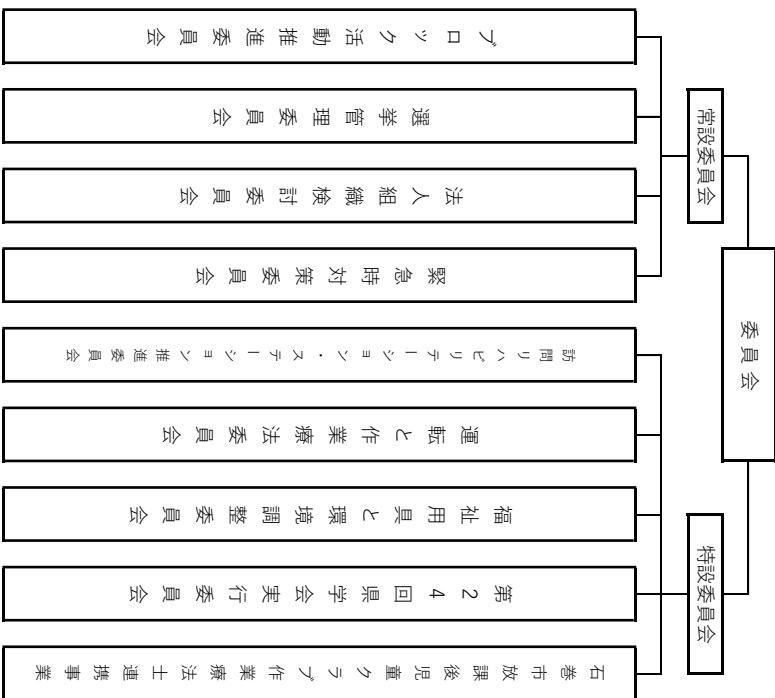 委員会
常設委員会
ブロック活動推進委員会
選挙管理委員会
法人組織検討委員会
緊急時対策委員会
特設委員会
訪問リハビリテーション・ステーション推進委員会
運転と作業療法委員会
福祉用具と環境調整委員会
第24回県学会実行委員会
石巻市放課後児童クラブ作業療法士連携事業